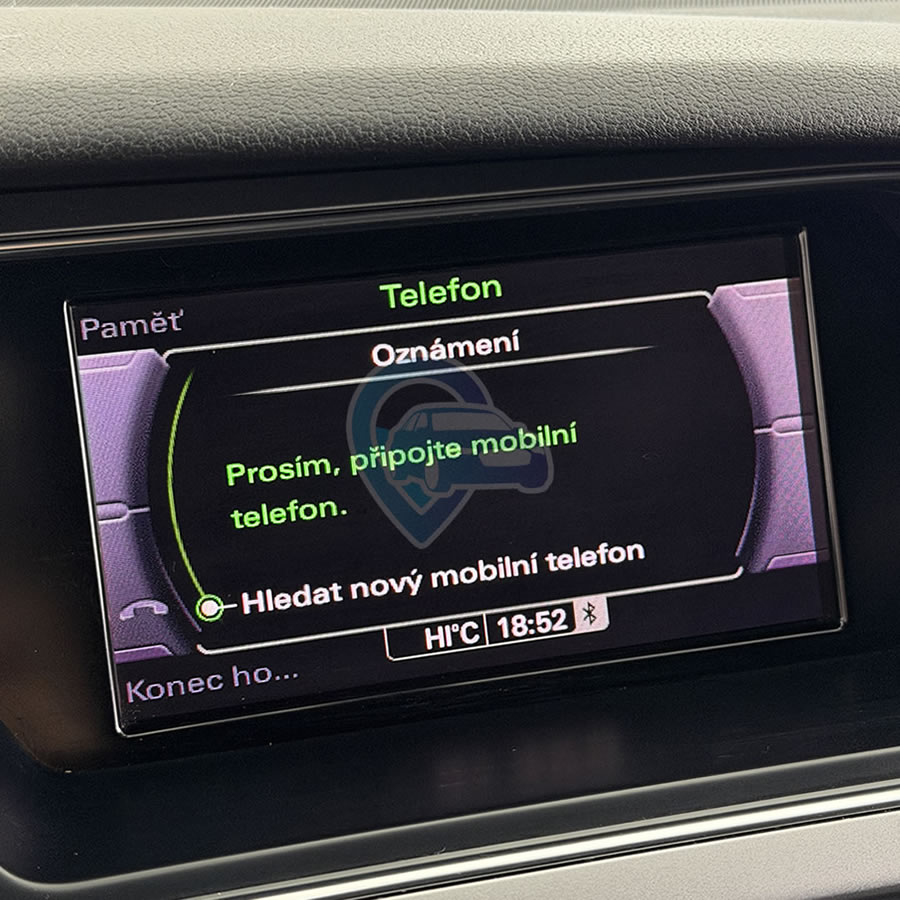 Telefon
Paměť
Oznámení
Prosím, připojte mobilní
telefon.
Hledat nový mobilní telefon
HI°C 18:52
Konec ho...